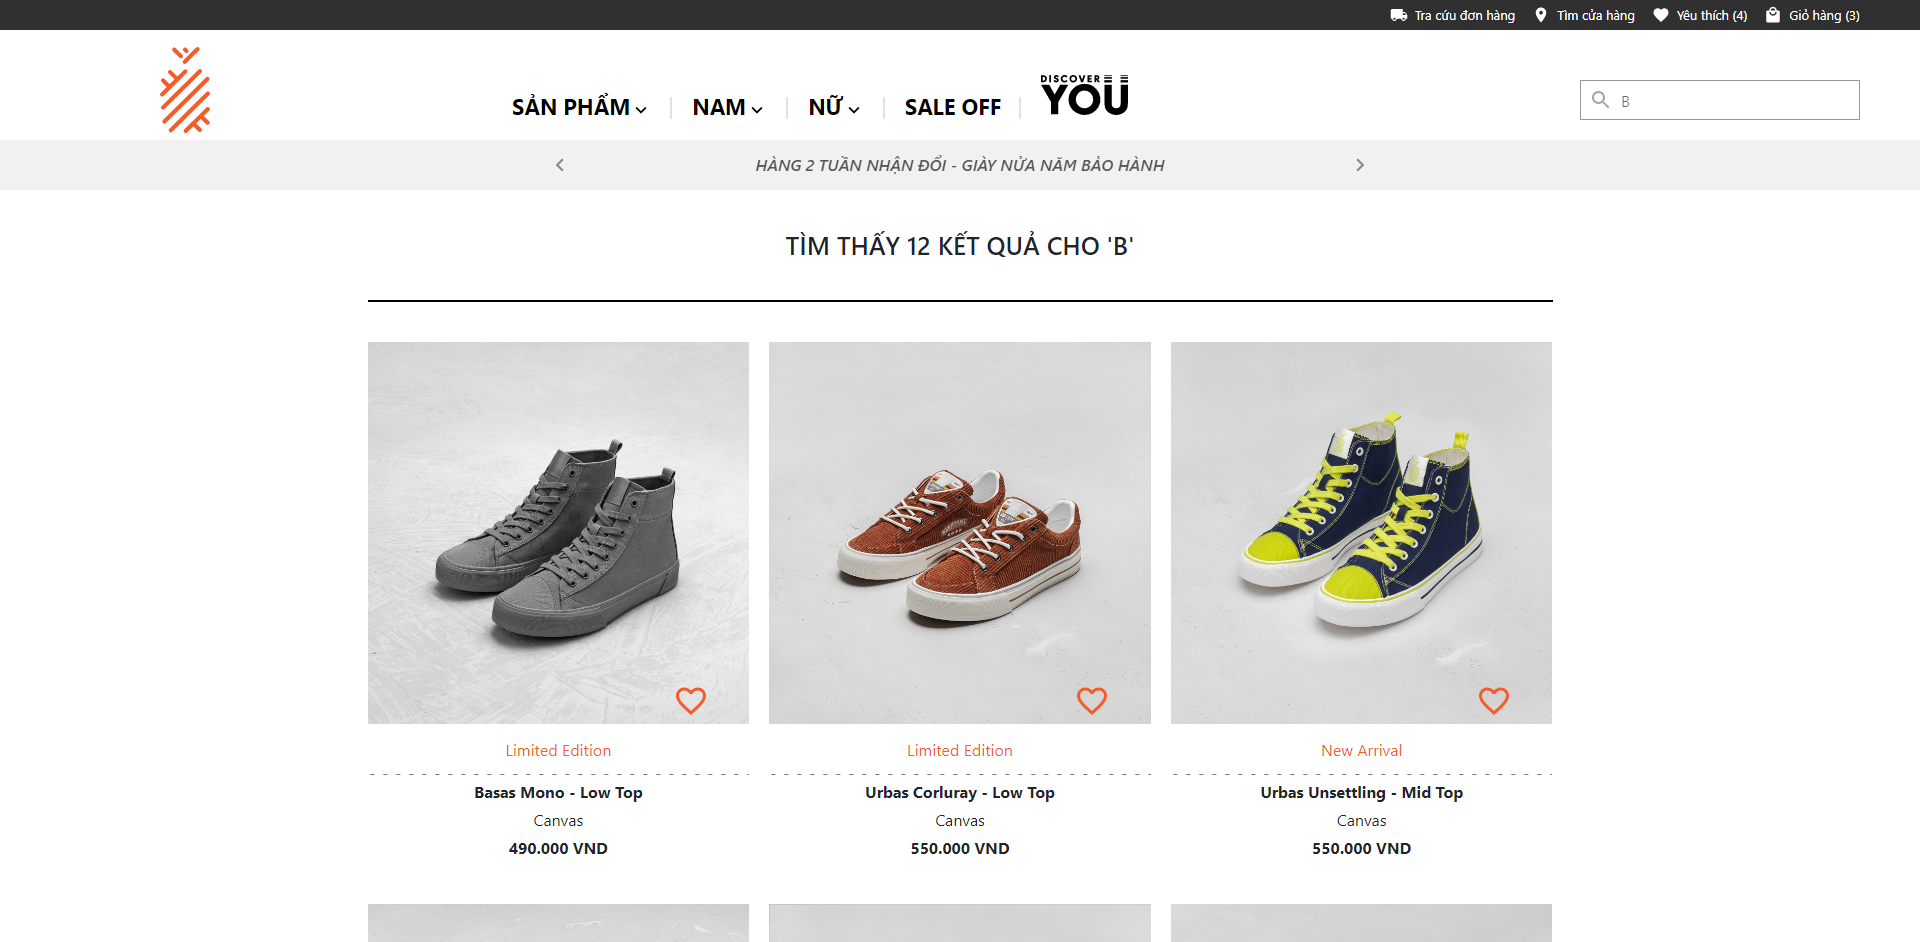 Tra cứu đơn hàng Tìm cửa hàng Yêu thích (4) Giỏ hàng (3)
SẢN PHẨM NAM NỮ SALE OFF DISCOVER YOU
B
HÀNG 2 TUẦN NHẬN ĐỔI - GIÀY NỬA NĂM BẢO HÀNH
TÌM THẤY 12 KẾT QUẢ CHO 'B'
Limited Edition
Basas Mono - Low Top
Canvas
490.000 VND
Limited Edition
Urbas Corluray - Low Top
Canvas
550.000 VND
New Arrival
Urbas Unsettling - Mid Top
Canvas
550.000 VND